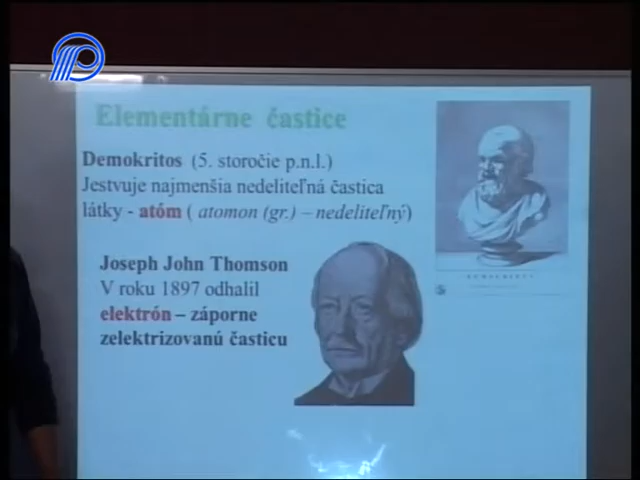 Elementárne častice
Demokritos (5. storočie p.n.l.)
Jestvuje najmenšia nedeliteľná častica
látky - atóm ( atomon (gr.) – nedeliteľný)
Joseph John Thomson
V roku 1897 odhalil
elektrón – záporne
zelektrizovanú časticu